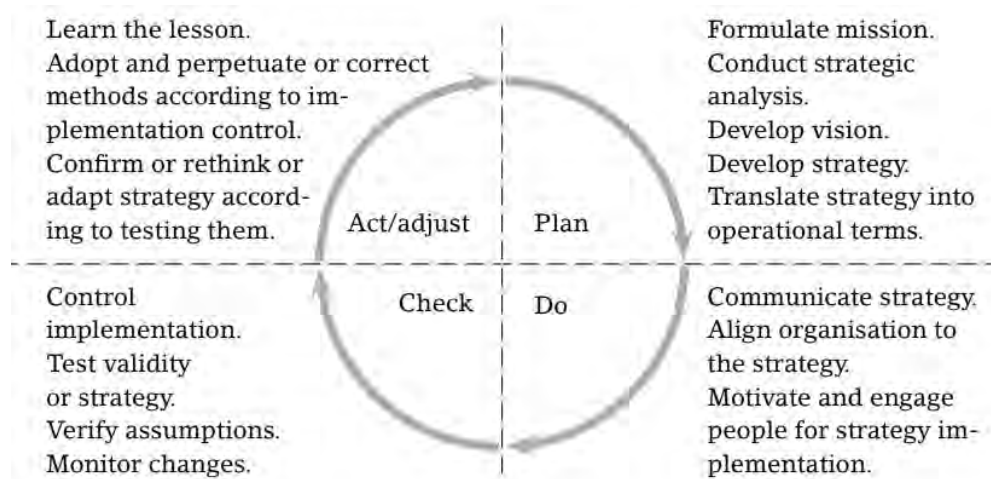 Learn the lesson.
Adopt and perpetuate or correct
methods according to im-
plementation control.
Confirm or rethink or
adapt strategy accord-
ing to testing them.
Act/adjust
Formulate mission.
Conduct strategic
analysis.
Develop vision.
Develop strategy.
Translate strategy into
operational terms.
Plan
Control
implementation.
Test validity
or strategy.
Verify assumptions.
Monitor changes.
Check
Do
Communicate strategy.
Align organisation to
the strategy.
Motivate and engage
people for strategy im-
plementation.